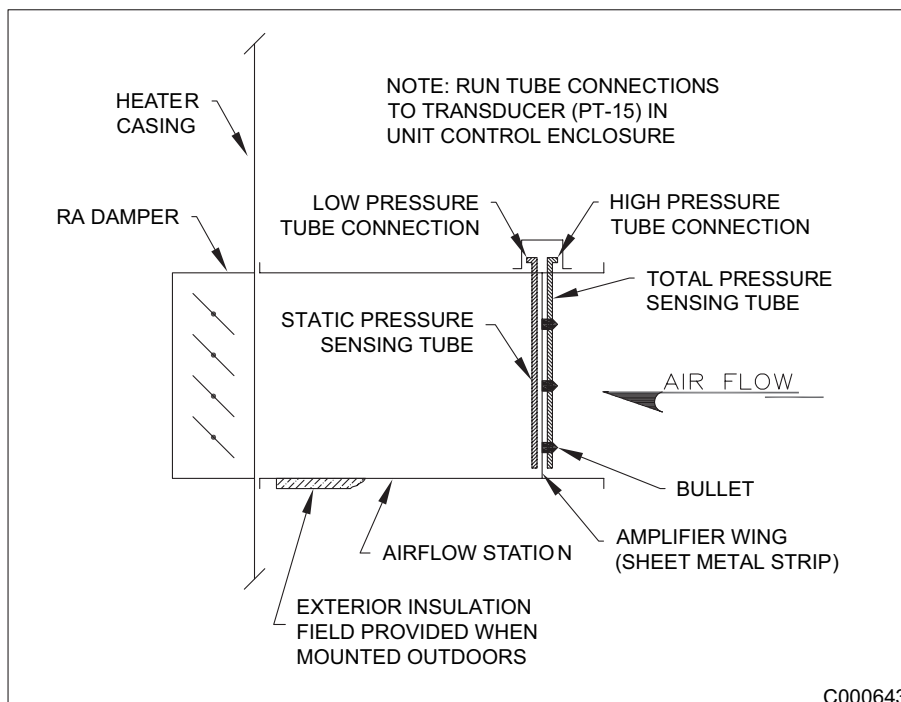 NOTE: RUN TUBE CONNECTIONS
TO TRANSDUCER (PT-15) IN
UNIT CONTROL ENCLOSURE
HEATER
CASING
LOW PRESSURE
TUBE CONNECTION
HIGH PRESSURE
TUBE CONNECTION
RA DAMPER
TOTAL PRESSURE
SENSING TUBE
STATIC PRESSURE
SENSING TUBE
AIR FLOW
BULLET
AMPLIFIER WING
(SHEET METAL STRIP)
AIRFLOW STATION
EXTERIOR INSULATION
FIELD PROVIDED WHEN
MOUNTED OUTDOORS
C000643